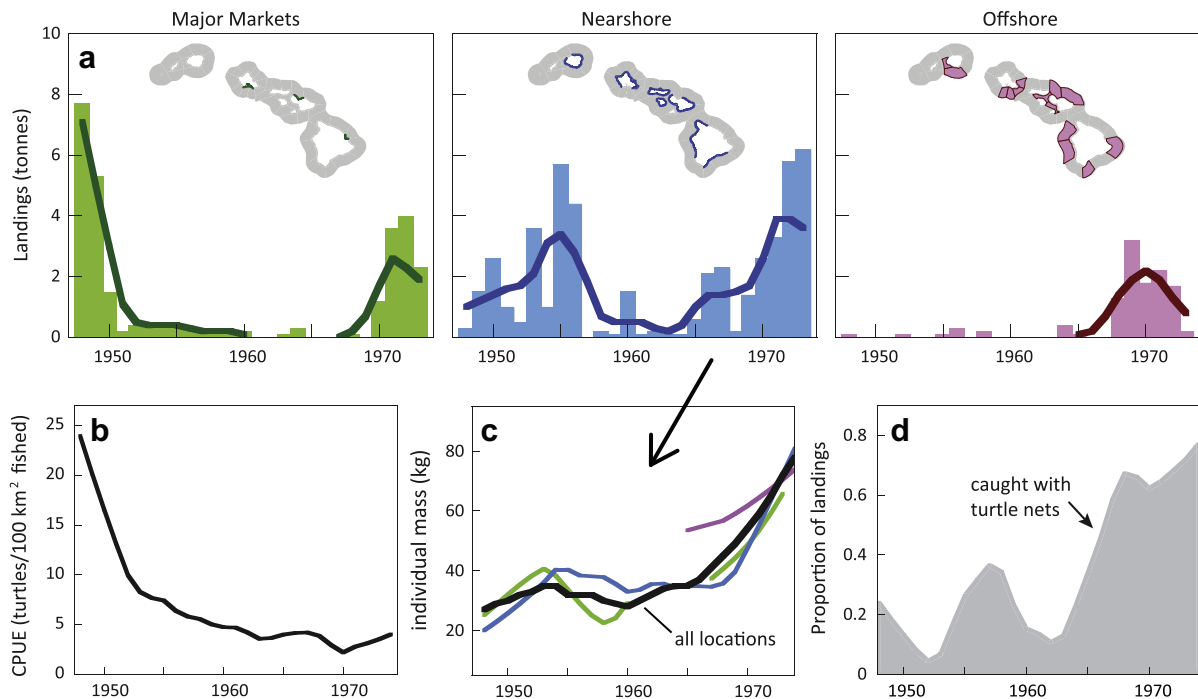 Major Markets
Nearshore
Offshore
a
Landings (tonnes)
10
8
6
4
2
0
1950
1960
1970
1950
1960
1970
1950
1960
1970
b
CPUE (turtles/100 km² fished)
25
20
15
10
5
0
1950
1960
1970
c
individual mass (kg)
80
60
40
20
all locations
1950
1960
1970
d
Proportion of landings
0.8
0.6
0.4
0.2
0
caught with
turtle nets
1950
1960
1970